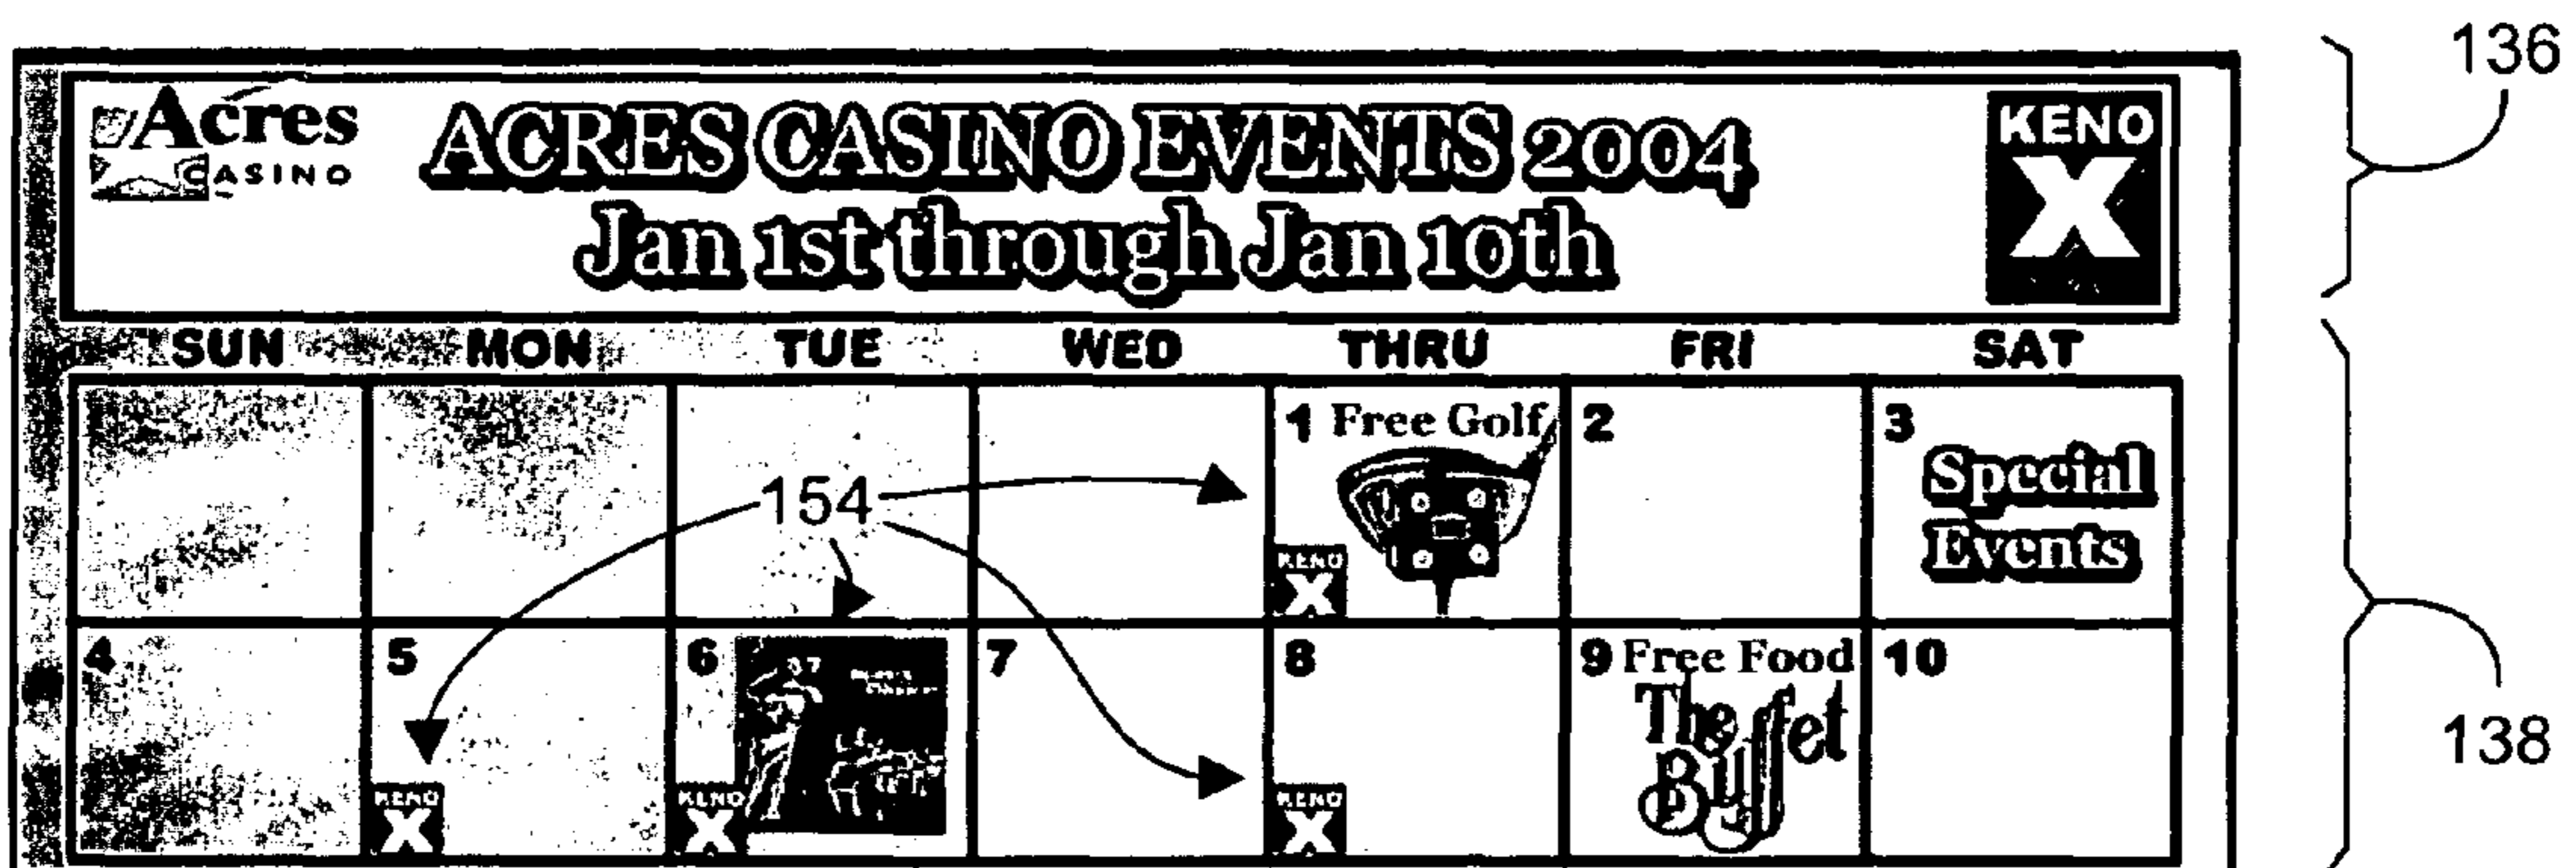 136
Acres
CASINO
ACRES CASINO EVENTS 2004
Jan 1st through Jan 10th
KENO
X
SUN MON TUE WED THRU FRI SAT
1 Free Golf 2 3 Special
Events
154
KENO
X
4 5 6 7 8 9 Free Food 10
The
Buffet
138
KENO KENO KENO
X X X